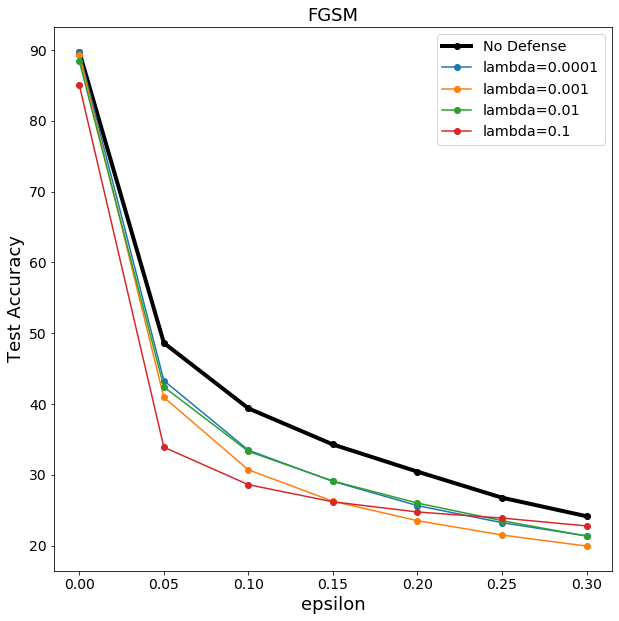 FGSM
No Defense
lambda=0.0001
lambda=0.001
lambda=0.01
lambda=0.1
Test Accuracy
90
80
70
60
50
40
30
20
0.00 0.05 0.10 0.15 0.20 0.25 0.30
epsilon